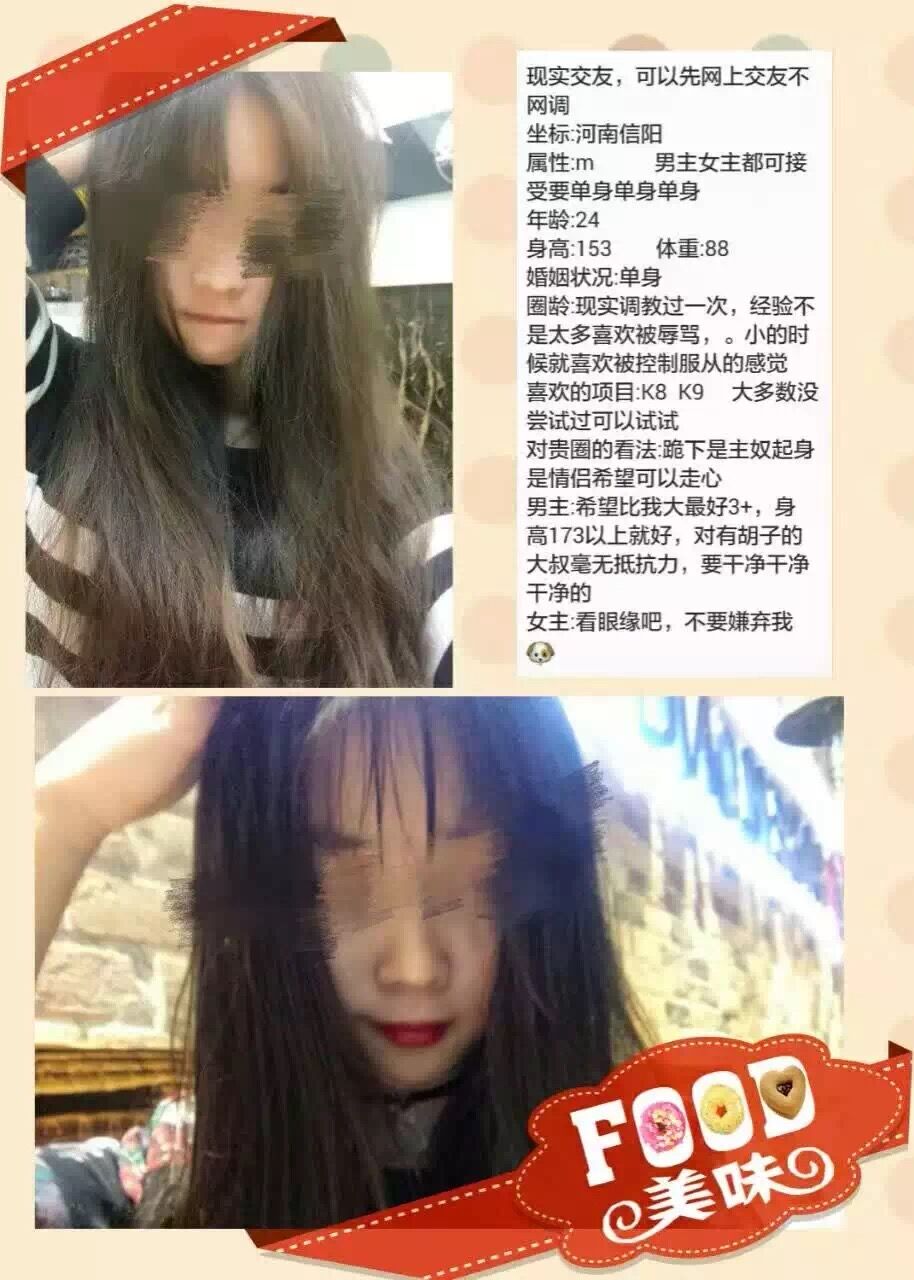 现实交友，可以先网上交友不
网调
坐标:河南信阳
属性:m 男主女主都可接
受要单身单身单身
年龄:24
身高:153 体重:88
婚姻状况:单身
圈龄:现实调教过一次，经验不
是太多喜欢被辱骂，。小的时
候就喜欢被控制服从的感觉
喜欢的项目:K8 K9 大多数没
尝试过可以试试
对贵圈的看法:跪下是主奴起身
是情侣希望可以走心
男主:希望比我大最好3+，身
高173以上就好，对有胡子的
大叔毫无抵抗力，要干净干净
干净的
女主:看眼缘吧，不要嫌弃我
FOOD
美味